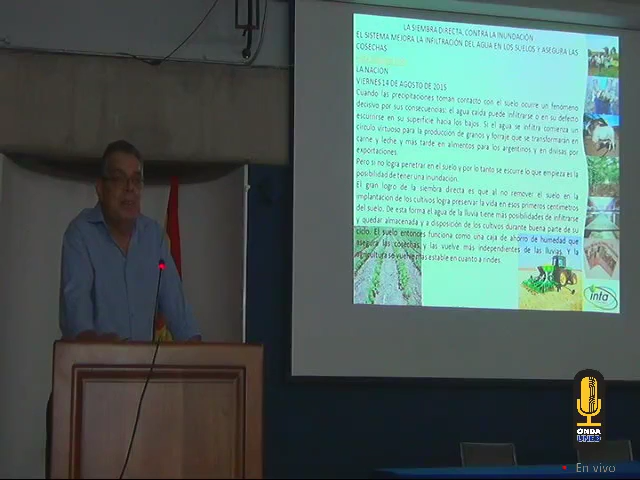 LA SIEMBRA DIRECTA, CONTRA LA INUNDACIÓN
EL SISTEMA MEJORA LA INFILTRACIÓN DEL AGUA EN LOS SUELOS Y ASEGURA LAS
COSECHAS
LA NACION
VIERNES 14 DE AGOSTO DE 2015
Cuando las precipitaciones toman contacto con el suelo ocurre un fenómeno
decisivo por sus consecuencias: el agua caída puede infiltrarse o en su defecto
escurrirse en su superficie hacia los bajos. Si el agua se infiltra comienza un
círculo virtuoso para la producción de granos y forraje que se transformarán en
carne y leche y mas tarde en alimentos para los argentinos y en divisas por
exportaciones.
Pero si no logra penetrar en el suelo y por lo tanto se escurre lo que empieza es la
posibilidad de tener una inundación.
El gran logro de la siembra directa es que al no remover el suelo en la
implantación de los cultivos logra preservar la vida en esos primeros centímetros
del suelo. De esta forma el agua de la lluvia tiene más posibilidades de infiltrarse
y quedar almacenada y a disposición de los cultivos durante buena parte de su
ciclo. El suelo entonces funciona como una caja de ahorro de humedad que
asegura las cosechas y las vuelve más independientes de las lluvias. Y la
agricultura se vuelve más estable en cuanto a rindes.
inta
ONDA
UNED
En vivo